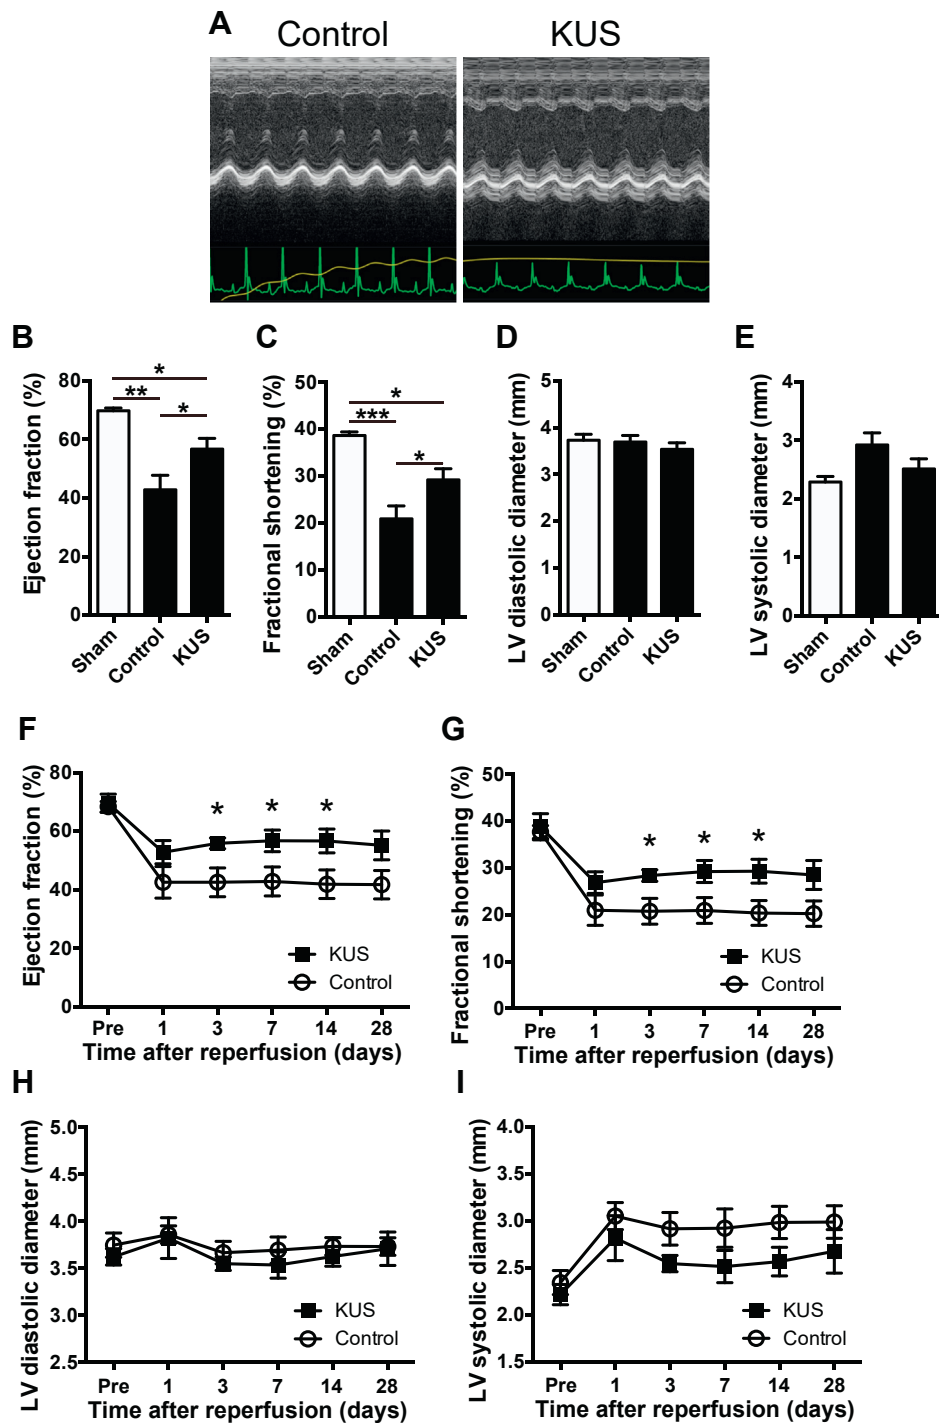 A
Control
KUS
B
C
D
E
Ejection fraction (%)
80
60
40
20
0
*
**
*
Sham
Control
KUS
Fractional shortening (%)
50
40
30
20
10
0
*
***
*
Sham
Control
KUS
LV diastolic diameter (mm)
5
4
3
2
1
0
Sham
Control
KUS
LV systolic diameter (mm)
4
3
2
1
0
Sham
Control
KUS
F
Ejection fraction (%)
80
60
40
20
0
* * *
KUS
Control
Pre 1 3 7 14 28
Time after reperfusion (days)
G
Fractional shortening (%)
50
40
30
20
10
0
* * *
KUS
Control
Pre 1 3 7 14 28
Time after reperfusion (days)
H
LV diastolic diameter (mm)
5.0
4.5
4.0
3.5
3.0
2.5
KUS
Control
Pre 1 3 7 14 28
Time after reperfusion (days)
I
LV systolic diameter (mm)
4.0
3.5
3.0
2.5
2.0
1.5
KUS
Control
Pre 1 3 7 14 28
Time after reperfusion (days)